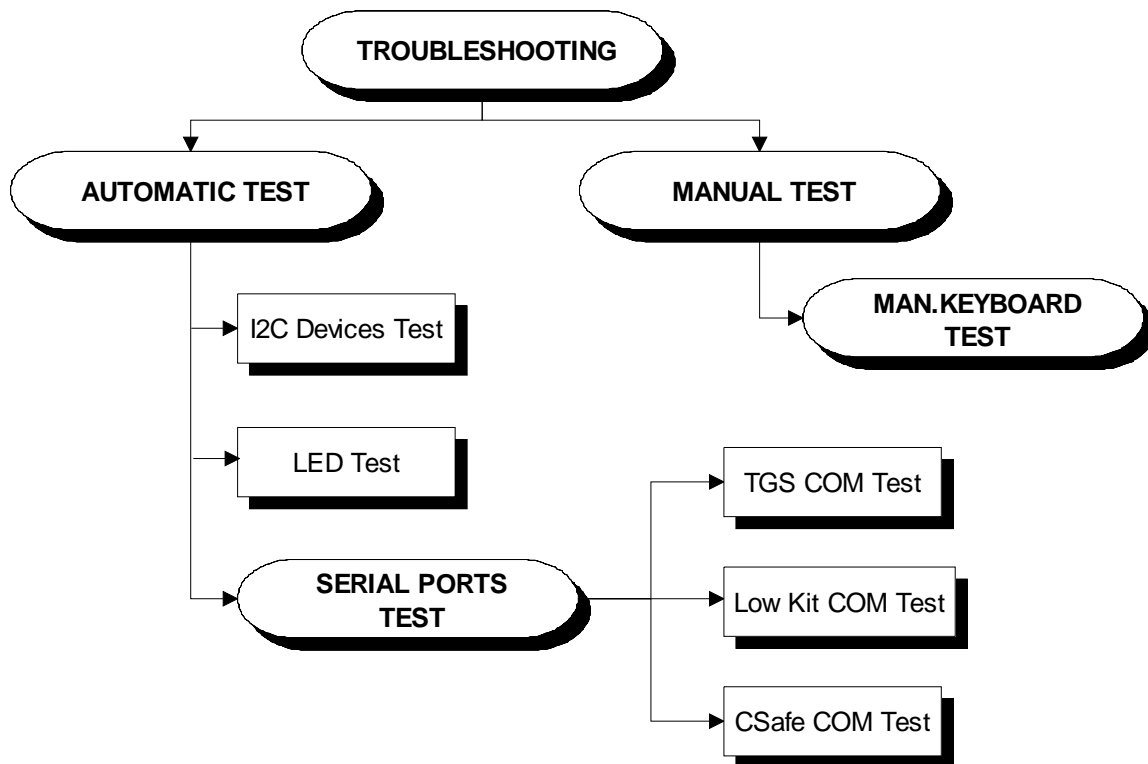 TROUBLESHOOTING
AUTOMATIC TEST
MANUAL TEST
I2C Devices Test
MAN.KEYBOARD
TEST
LED Test
TGS COM Test
SERIAL PORTS
TEST
Low Kit COM Test
CSafe COM Test